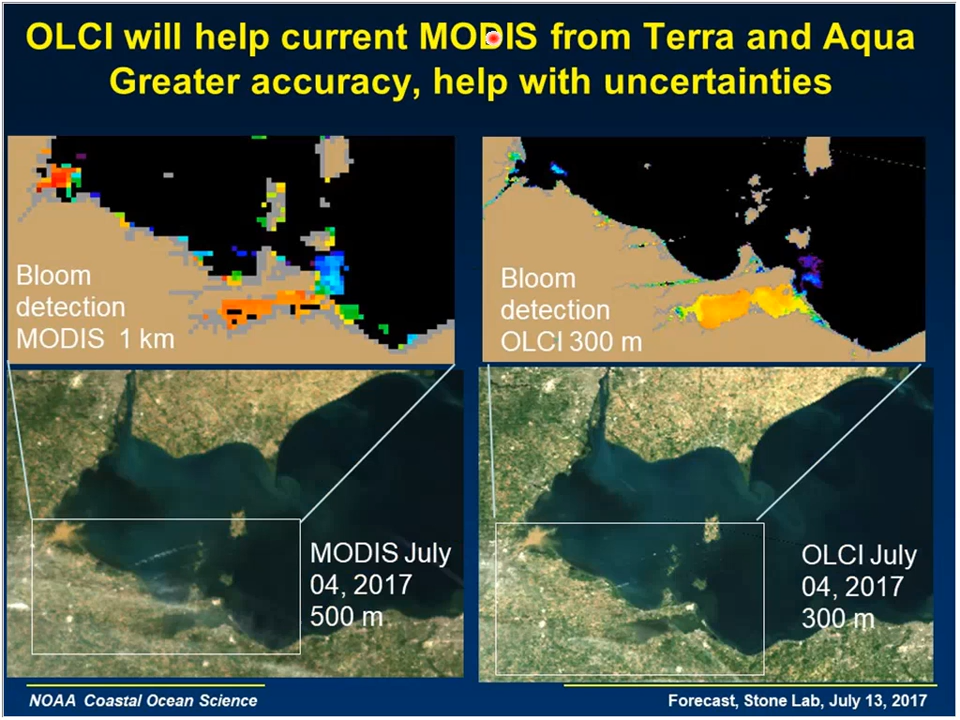 OLCI will help current MODIS from Terra and Aqua
Greater accuracy, help with uncertainties
Bloom
detection
MODIS 1 km
Bloom
detection
OLCI 300 m
MODIS July
04, 2017
500 m
OLCI July
04, 2017
300 m
NOAA Coastal Ocean Science
Forecast, Stone Lab, July 13, 2017